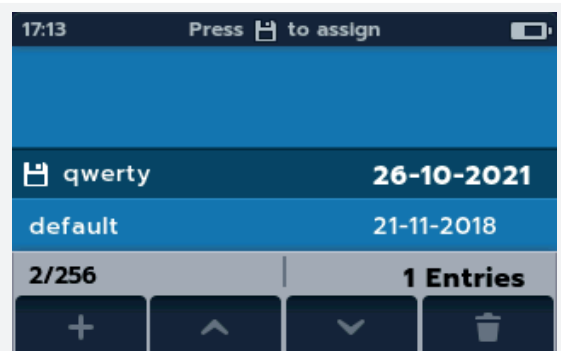 17:13 Press to assign
qwerty 26-10-2021
default 21-11-2018
2/256 1 Entries